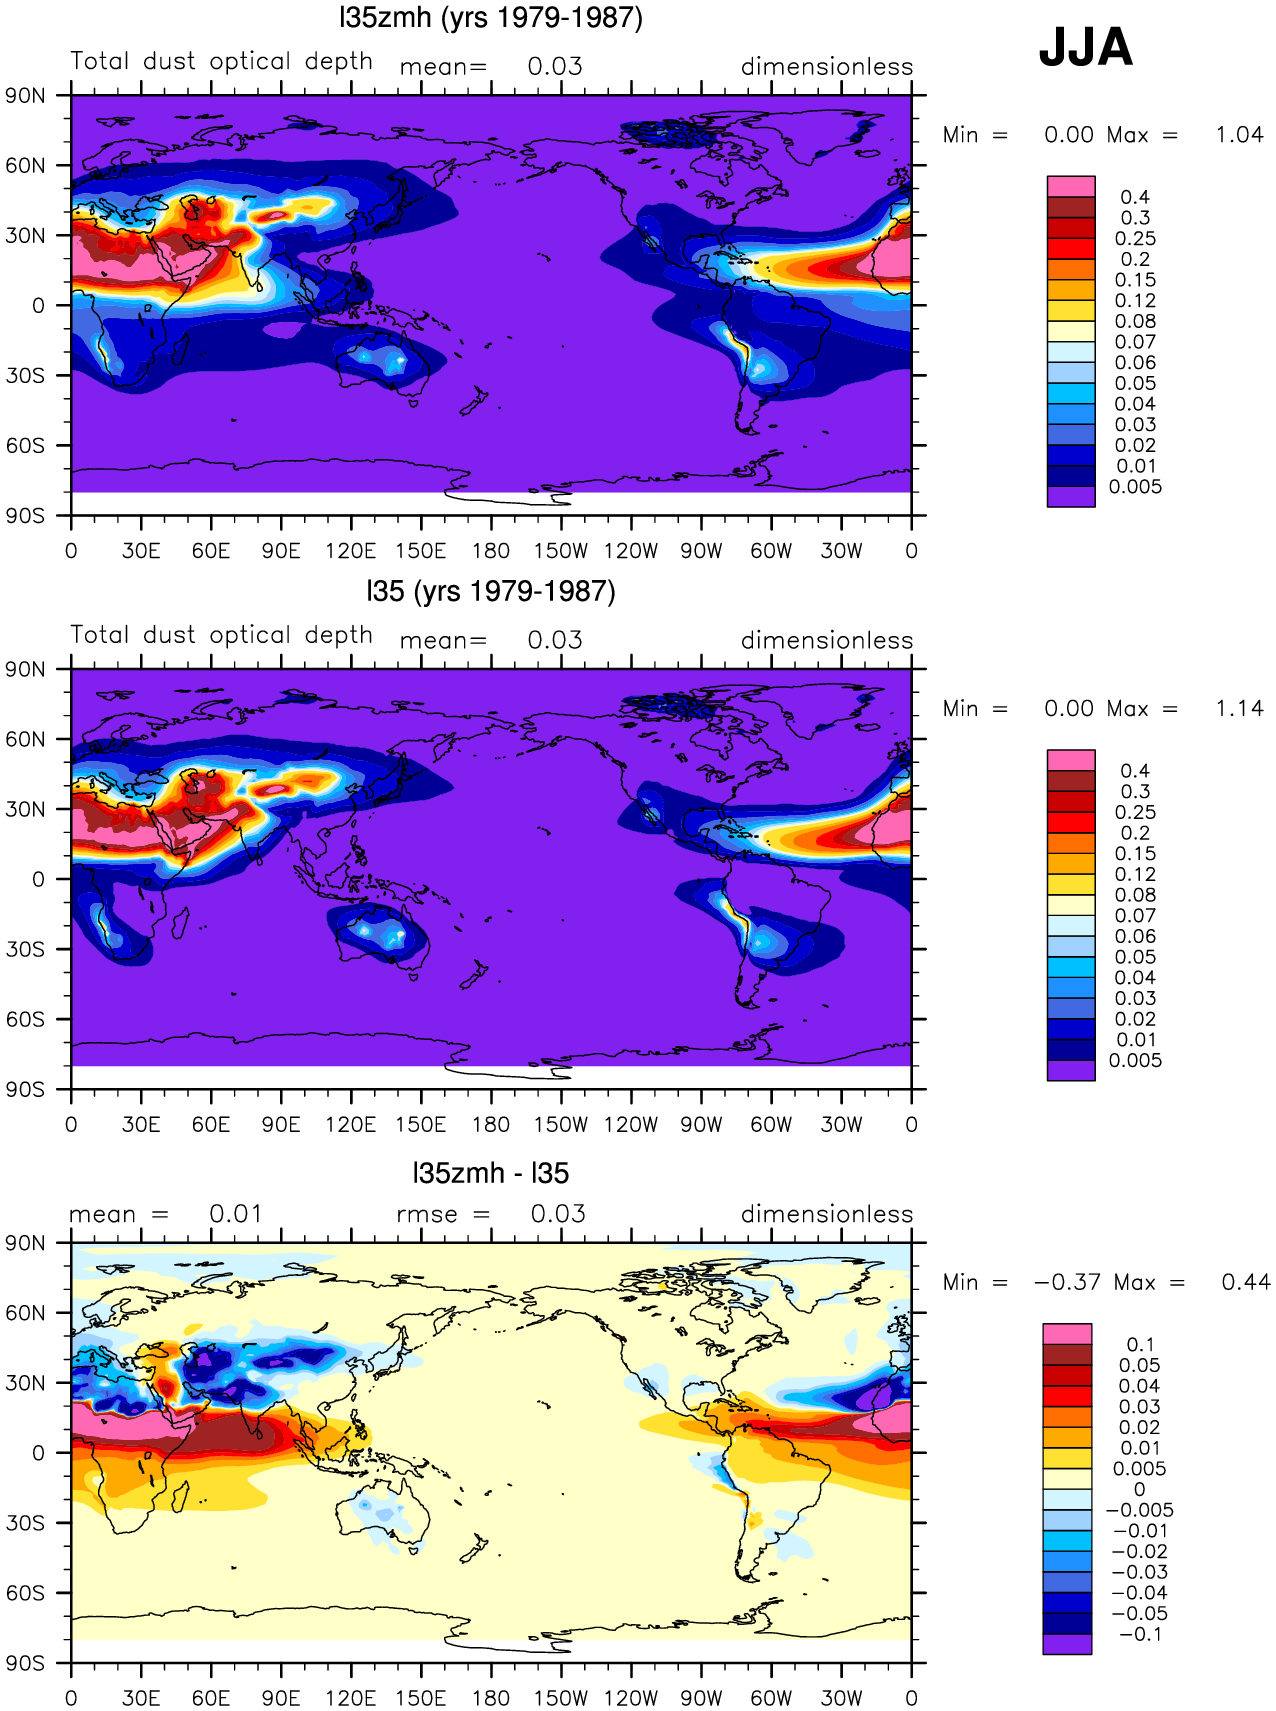 l35zmh (yrs 1979-1987)
JJA
Total dust optical depth mean= 0.03 dimensionless
Min = 0.00 Max = 1.04
90N
60N
30N
0
30S
60S
90S
0 30E 60E 90E 120E 150E 180 150W 120W 90W 60W 30W 0
0.4
0.3
0.25
0.2
0.15
0.12
0.08
0.07
0.06
0.05
0.04
0.03
0.02
0.01
0.005
l35 (yrs 1979-1987)
Total dust optical depth mean= 0.03 dimensionless
Min = 0.00 Max = 1.14
90N
60N
30N
0
30S
60S
90S
0 30E 60E 90E 120E 150E 180 150W 120W 90W 60W 30W 0
0.4
0.3
0.25
0.2
0.15
0.12
0.08
0.07
0.06
0.05
0.04
0.03
0.02
0.01
0.005
l35zmh - l35
mean = 0.01 rmse = 0.03 dimensionless
Min = −0.37 Max = 0.44
90N
60N
30N
0
30S
60S
90S
0 30E 60E 90E 120E 150E 180 150W 120W 90W 60W 30W 0
0.1
0.05
0.04
0.03
0.02
0.01
0.005
0
−0.005
−0.01
−0.02
−0.03
−0.04
−0.05
−0.1